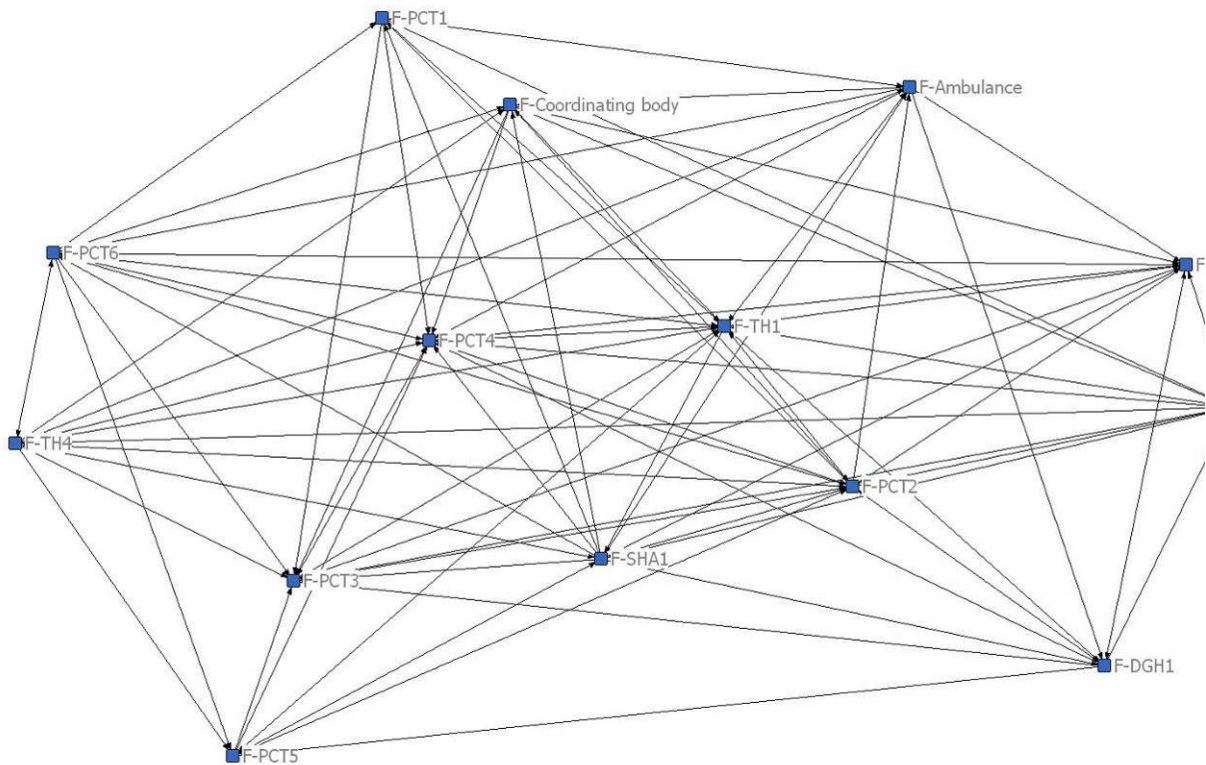 F-PCT1
F-Ambulance
F-Coordinating body
F-PCT6
F
F-TH1
F-PCT4
F-TH4
F-PCT2
F-SHA1
F-PCT3
F-DGH1
F-PCT5